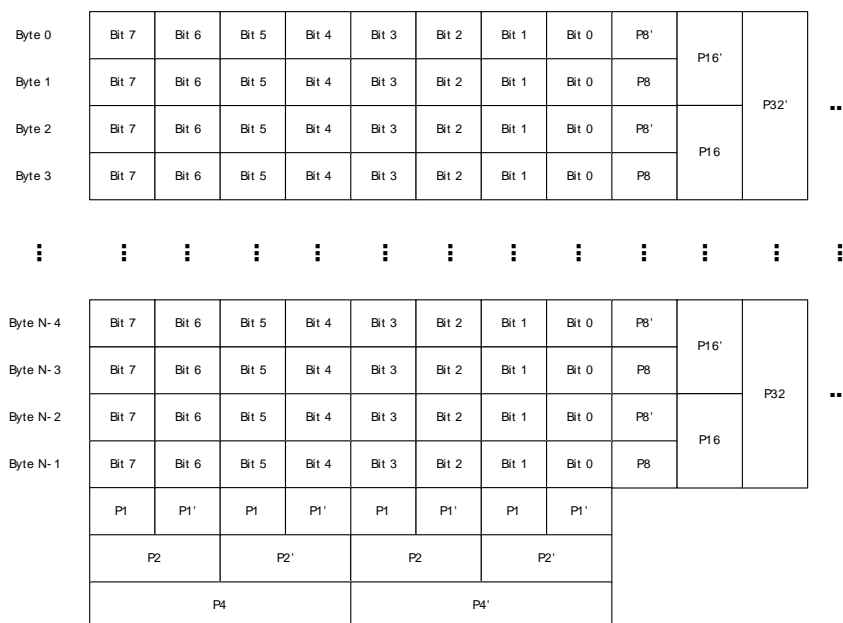 Byte 0 Bit 7 Bit 6 Bit 5 Bit 4 Bit 3 Bit 2 Bit 1 Bit 0 P8'
P16'
Byte 1 Bit 7 Bit 6 Bit 5 Bit 4 Bit 3 Bit 2 Bit 1 Bit 0 P8
P32'
Byte 2 Bit 7 Bit 6 Bit 5 Bit 4 Bit 3 Bit 2 Bit 1 Bit 0 P8'
P16
Byte 3 Bit 7 Bit 6 Bit 5 Bit 4 Bit 3 Bit 2 Bit 1 Bit 0 P8
Byte N-4 Bit 7 Bit 6 Bit 5 Bit 4 Bit 3 Bit 2 Bit 1 Bit 0 P8'
P16'
Byte N-3 Bit 7 Bit 6 Bit 5 Bit 4 Bit 3 Bit 2 Bit 1 Bit 0 P8
P32
Byte N-2 Bit 7 Bit 6 Bit 5 Bit 4 Bit 3 Bit 2 Bit 1 Bit 0 P8'
P16
Byte N-1 Bit 7 Bit 6 Bit 5 Bit 4 Bit 3 Bit 2 Bit 1 Bit 0 P8
P1 P1' P1 P1' P1 P1' P1 P1'
P2 P2' P2 P2'
P4 P4'